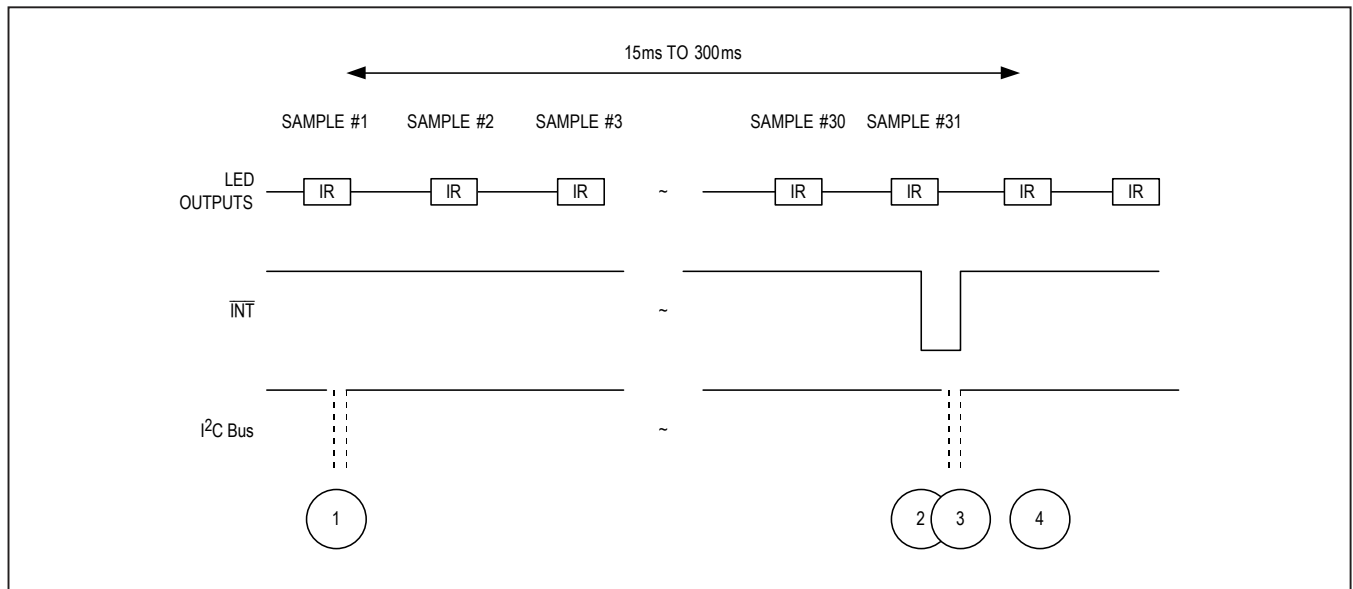 15ms TO 300ms
SAMPLE #1 SAMPLE #2 SAMPLE #3 SAMPLE #30 SAMPLE #31
LED
OUTPUTS
IR IR IR ~ IR IR IR IR
INT
~
I2C Bus
~
1 2 3 4